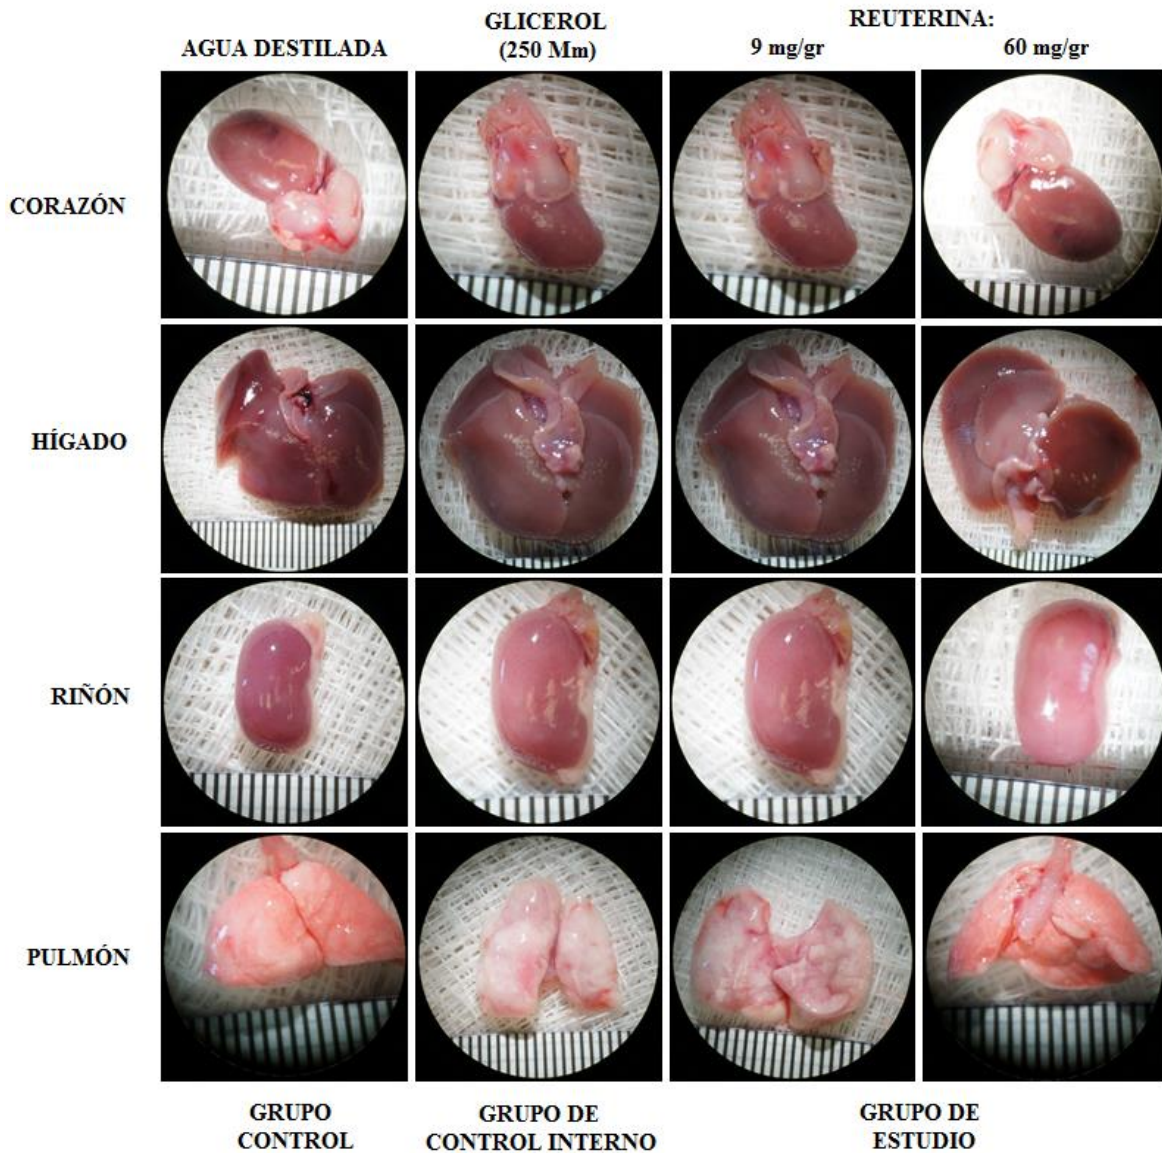 AGUA DESTILADA
GLICEROL
(250 Mm)
REUTERINA:
9 mg/gr
60 mg/gr
CORAZÓN
HÍGADO
RIÑÓN
PULMÓN
GRUPO
CONTROL
GRUPO DE
CONTROL INTERNO
GRUPO DE
ESTUDIO